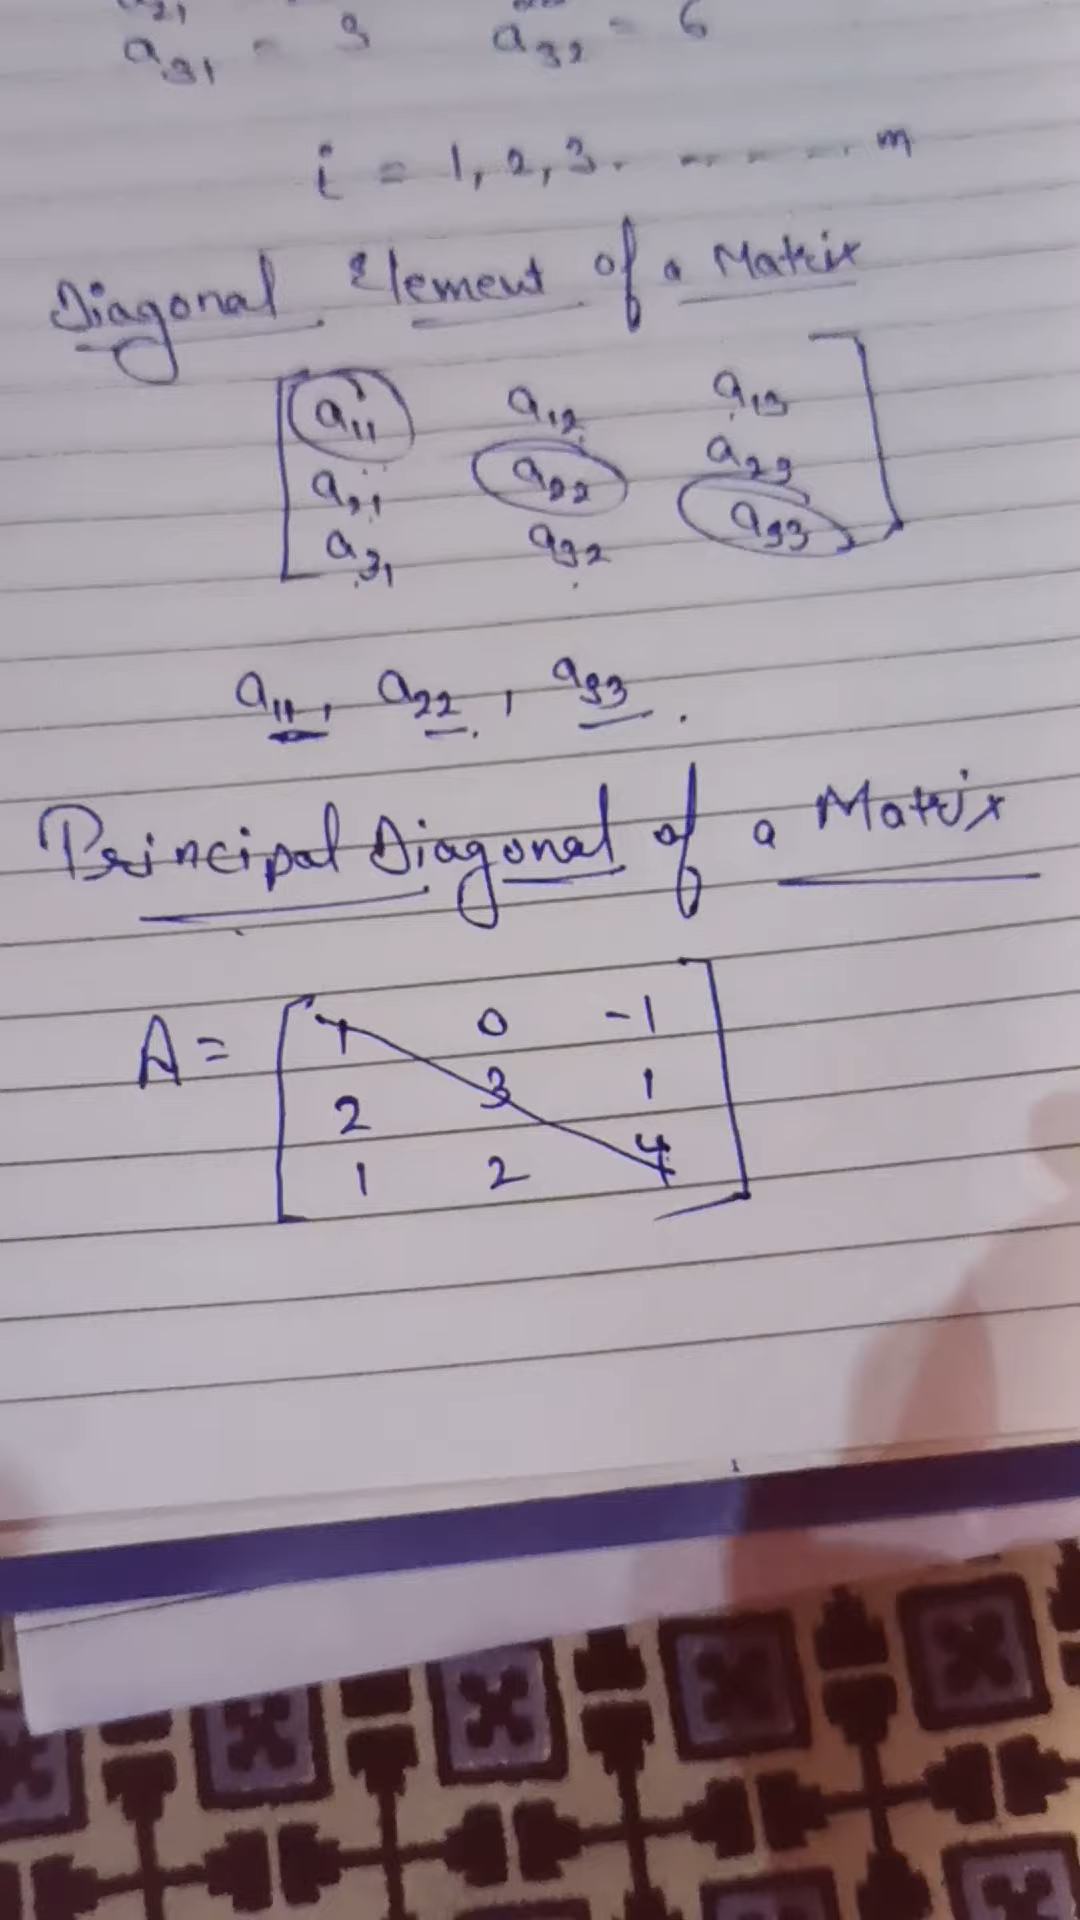 a31 = 3 a32 = 6
i = 1, 2, 3. - - - - . m
Diagonal Element of a Matrix
a11 a12 a13
a21 a22 a23
a31 a32 a33
a11, a22, a33.
Principal Diagonal of a Matrix
A =
1 0 -1
2 3 1
1 2 4